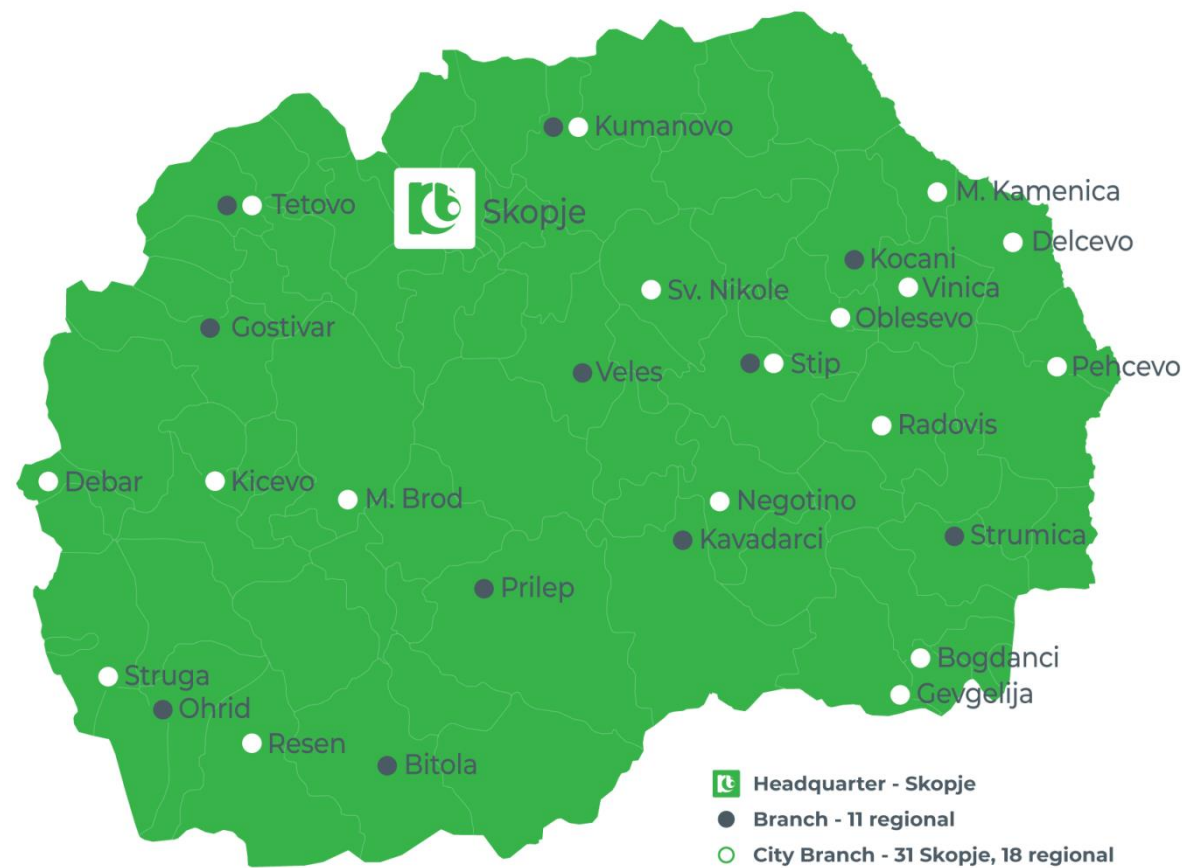 Kumanovo
M. Kamenica
Tetovo
Skopje
Delcevo
Kocani
Sv. Nikole
Vinica
Oblesevo
Gostivar
Veles
Stip
Pehcevo
Radovis
Debar
Kicevo
M. Brod
Negotino
Kavadarci
Strumica
Prilep
Bogdanci
Struga
Gevgelija
Ohrid
Resen
Bitola
Headquarter - Skopje
Branch - 11 regional
City Branch - 31 Skopje, 18 regional